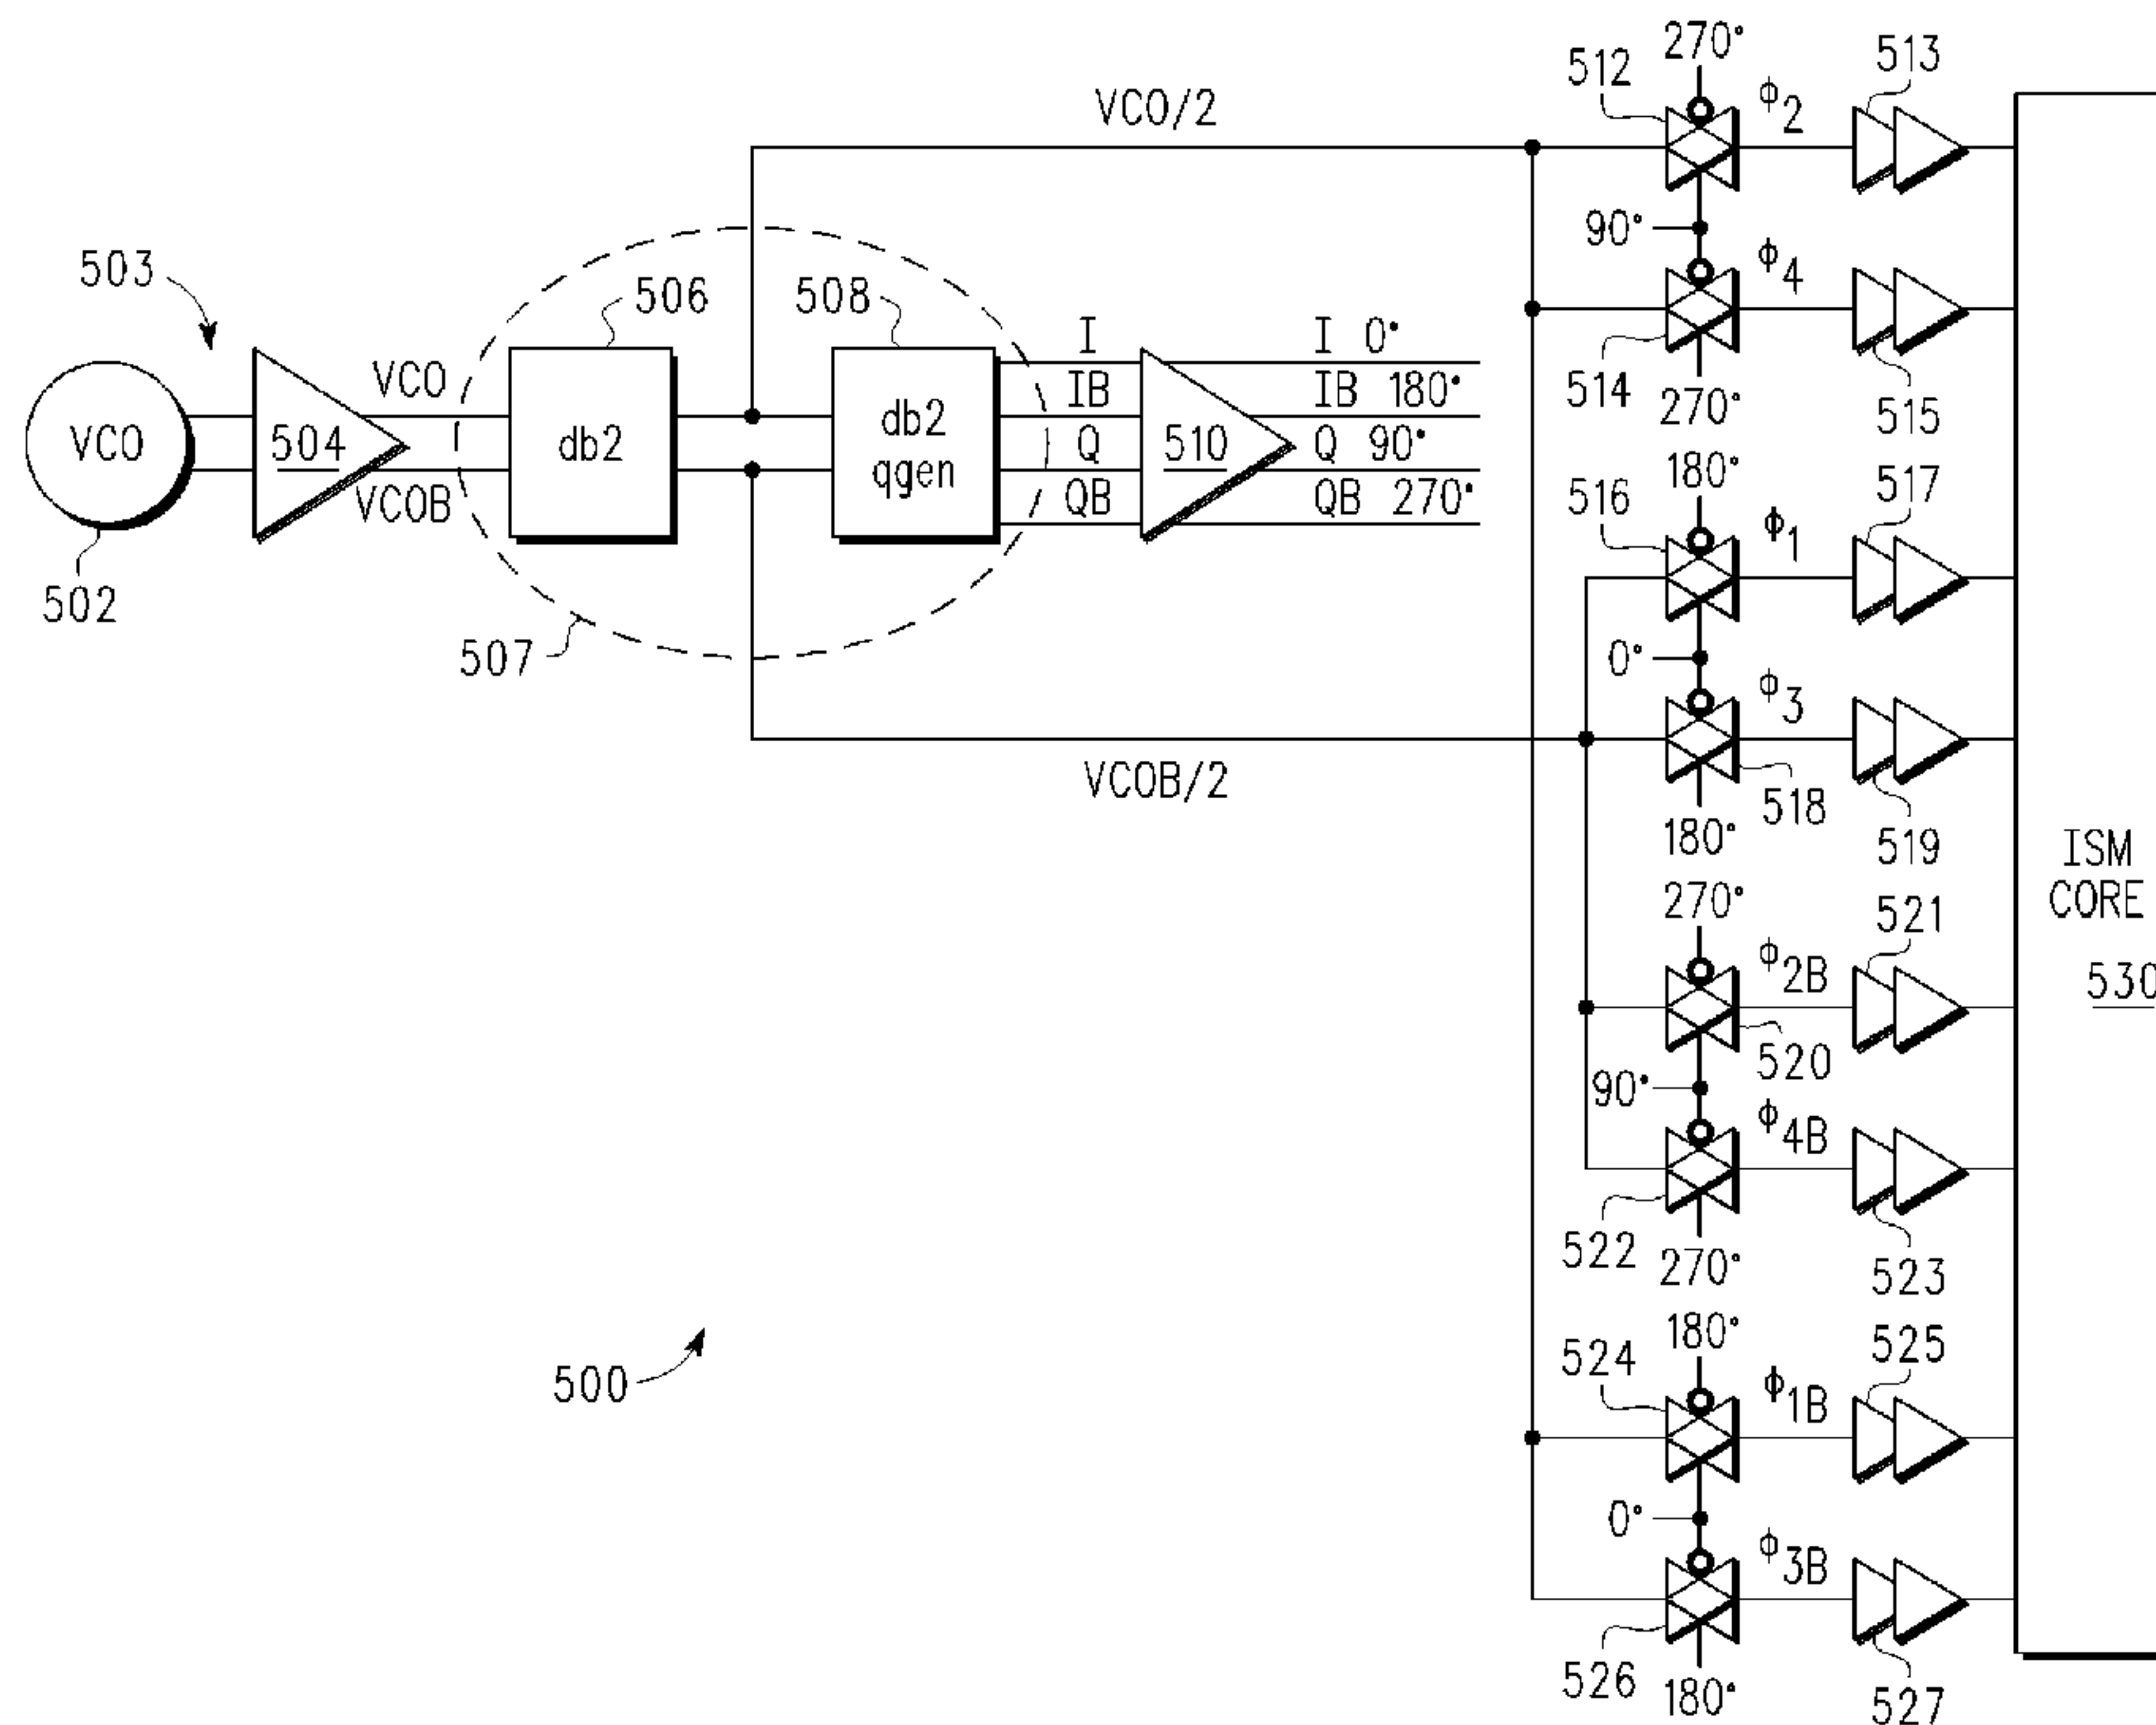 270°
512
ϕ2
513
VCO/2
90°
ϕ4
503
506
508
514
270°
515
I
I 0°
VCO
IB
IB 180°
VCO
504
db2
db2
qgen
Q
510
Q 90°
VCOB
QB
QB 270°
180°
516
ϕ1
517
502
507
0°
ϕ3
VCOB/2
518
180°
519
ISM
CORE
530
270°
ϕ2B
521
520
90°
ϕ4B
522
270°
523
500
180°
524
ϕ1B
525
0°
ϕ3B
526
180°
527